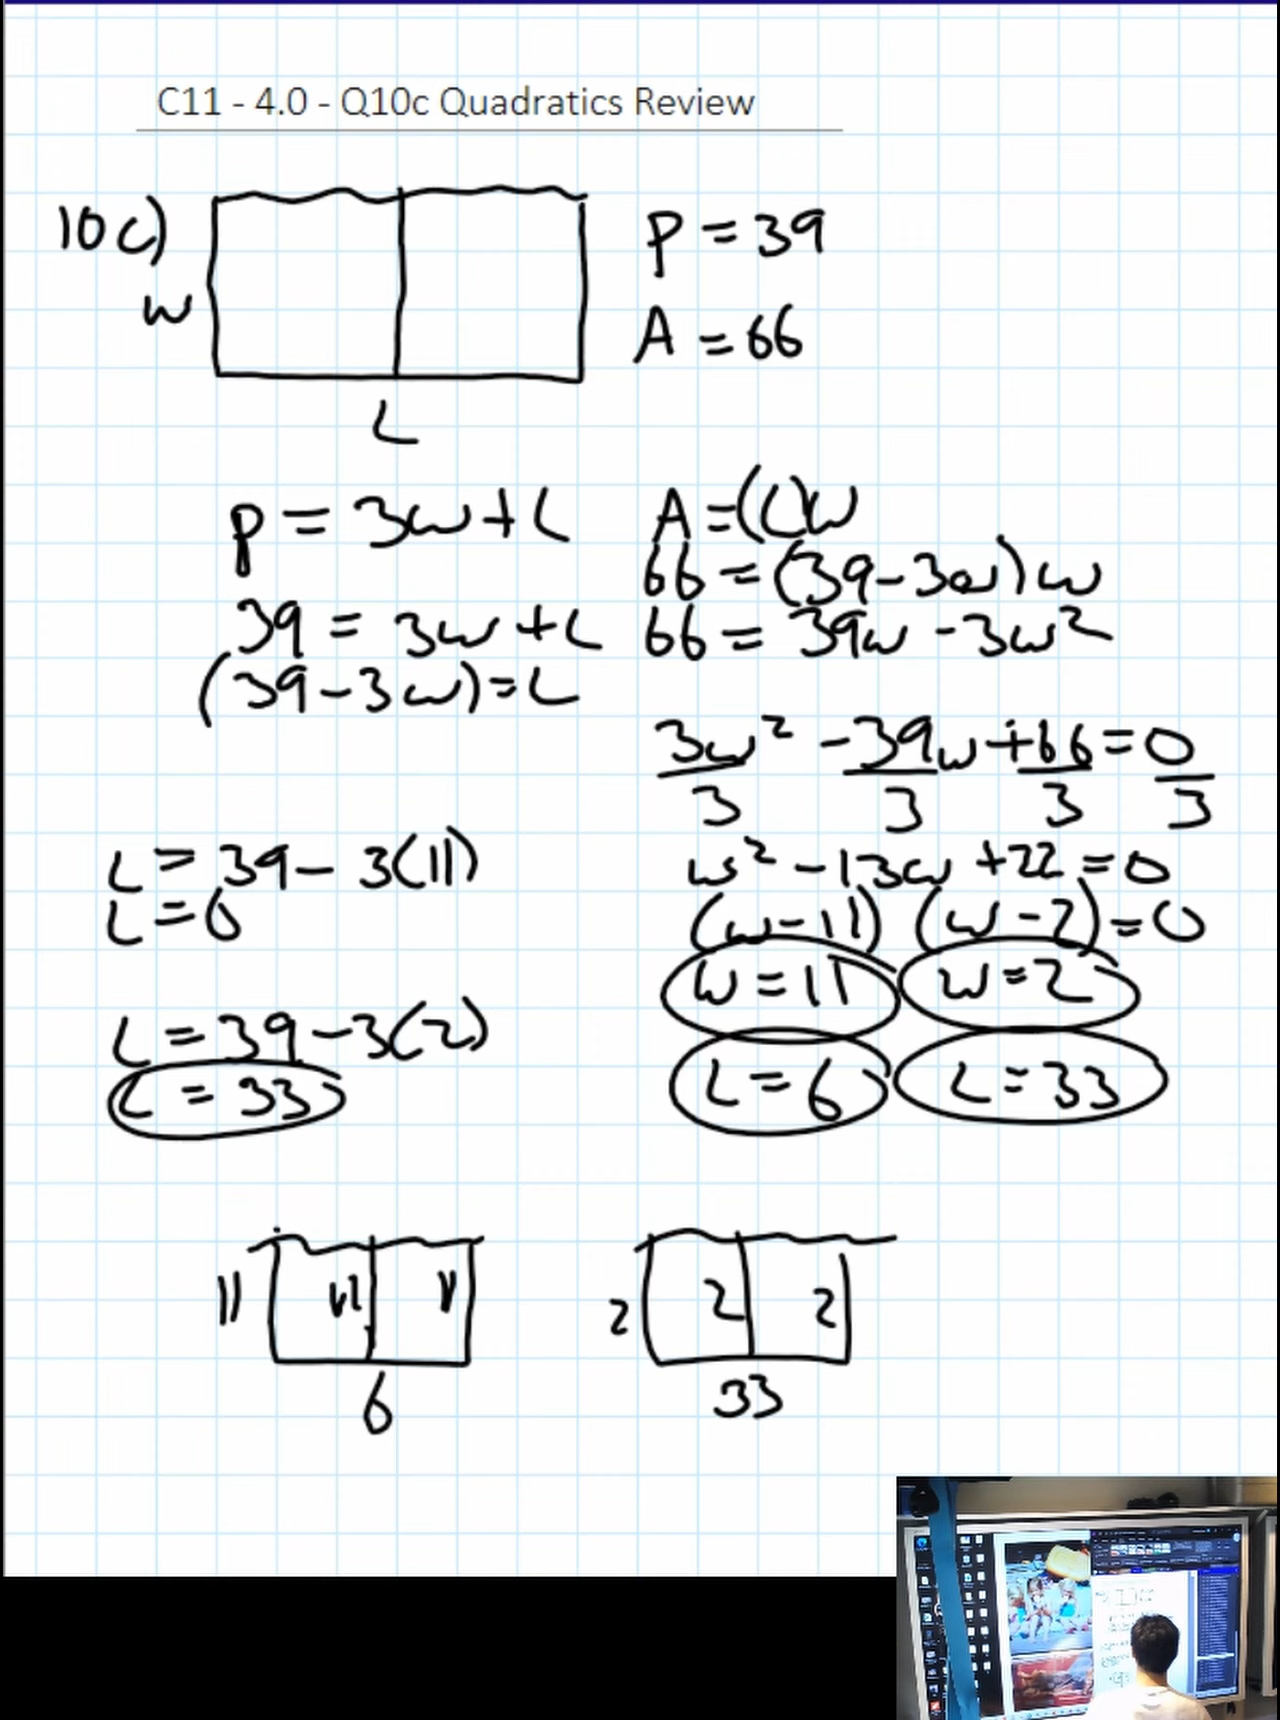 C11 - 4.0 - Q10c Quadratics Review
10c)
W
L
P = 39
A = 66
P = 3w + L
39 = 3w + L
(39 - 3w) = L
A = (L)W
66 = (39 - 3w)w
66 = 39w - 3w²
3w²/3 - 39w/3 + 66/3 = 0/3
w² - 13w + 22 = 0
(w - 11) (w - 2) = 0
W = 11 W = 2
L = 6 L = 33
L = 39 - 3(11)
L = 6
L = 39 - 3(2)
L = 33
11 11 11
6
2 2 2
33